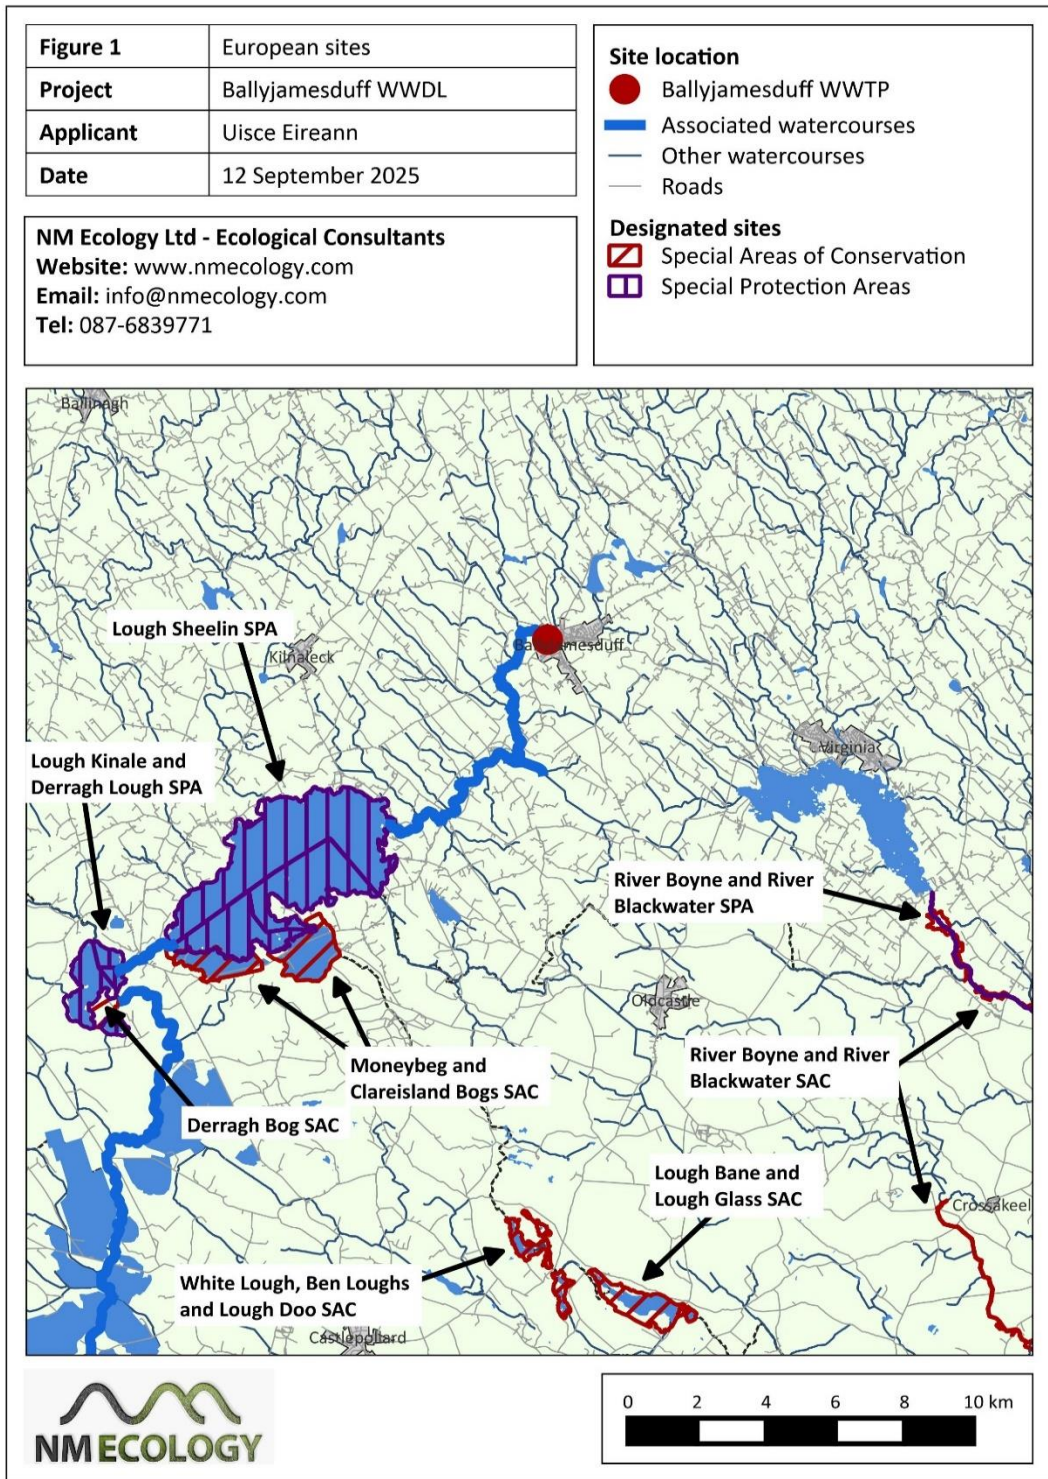 Figure 1 European sites
Project Ballyjamesduff WWDL
Applicant Uisce Eireann
Date 12 September 2025
NM Ecology Ltd - Ecological Consultants
Website: www.nmecology.com
Email: info@nmecology.com
Tel: 087-6839771
Site location
Ballyjamesduff WWTP
Associated watercourses
Other watercourses
Roads
Designated sites
Special Areas of Conservation
Special Protection Areas
Ballinagh
Lough Sheelin SPA
Kilnaleck
Ballyjamesduff
Virginia
Lough Kinale and
Derragh Lough SPA
River Boyne and River
Blackwater SPA
Oldcastle
River Boyne and River
Blackwater SAC
Moneybeg and
Clareisland Bogs SAC
Derragh Bog SAC
Lough Bane and
Lough Glass SAC
Crossakeel
White Lough, Ben Loughs
and Lough Doo SAC
Castlepollard
NM ECOLOGY
0 2 4 6 8 10 km